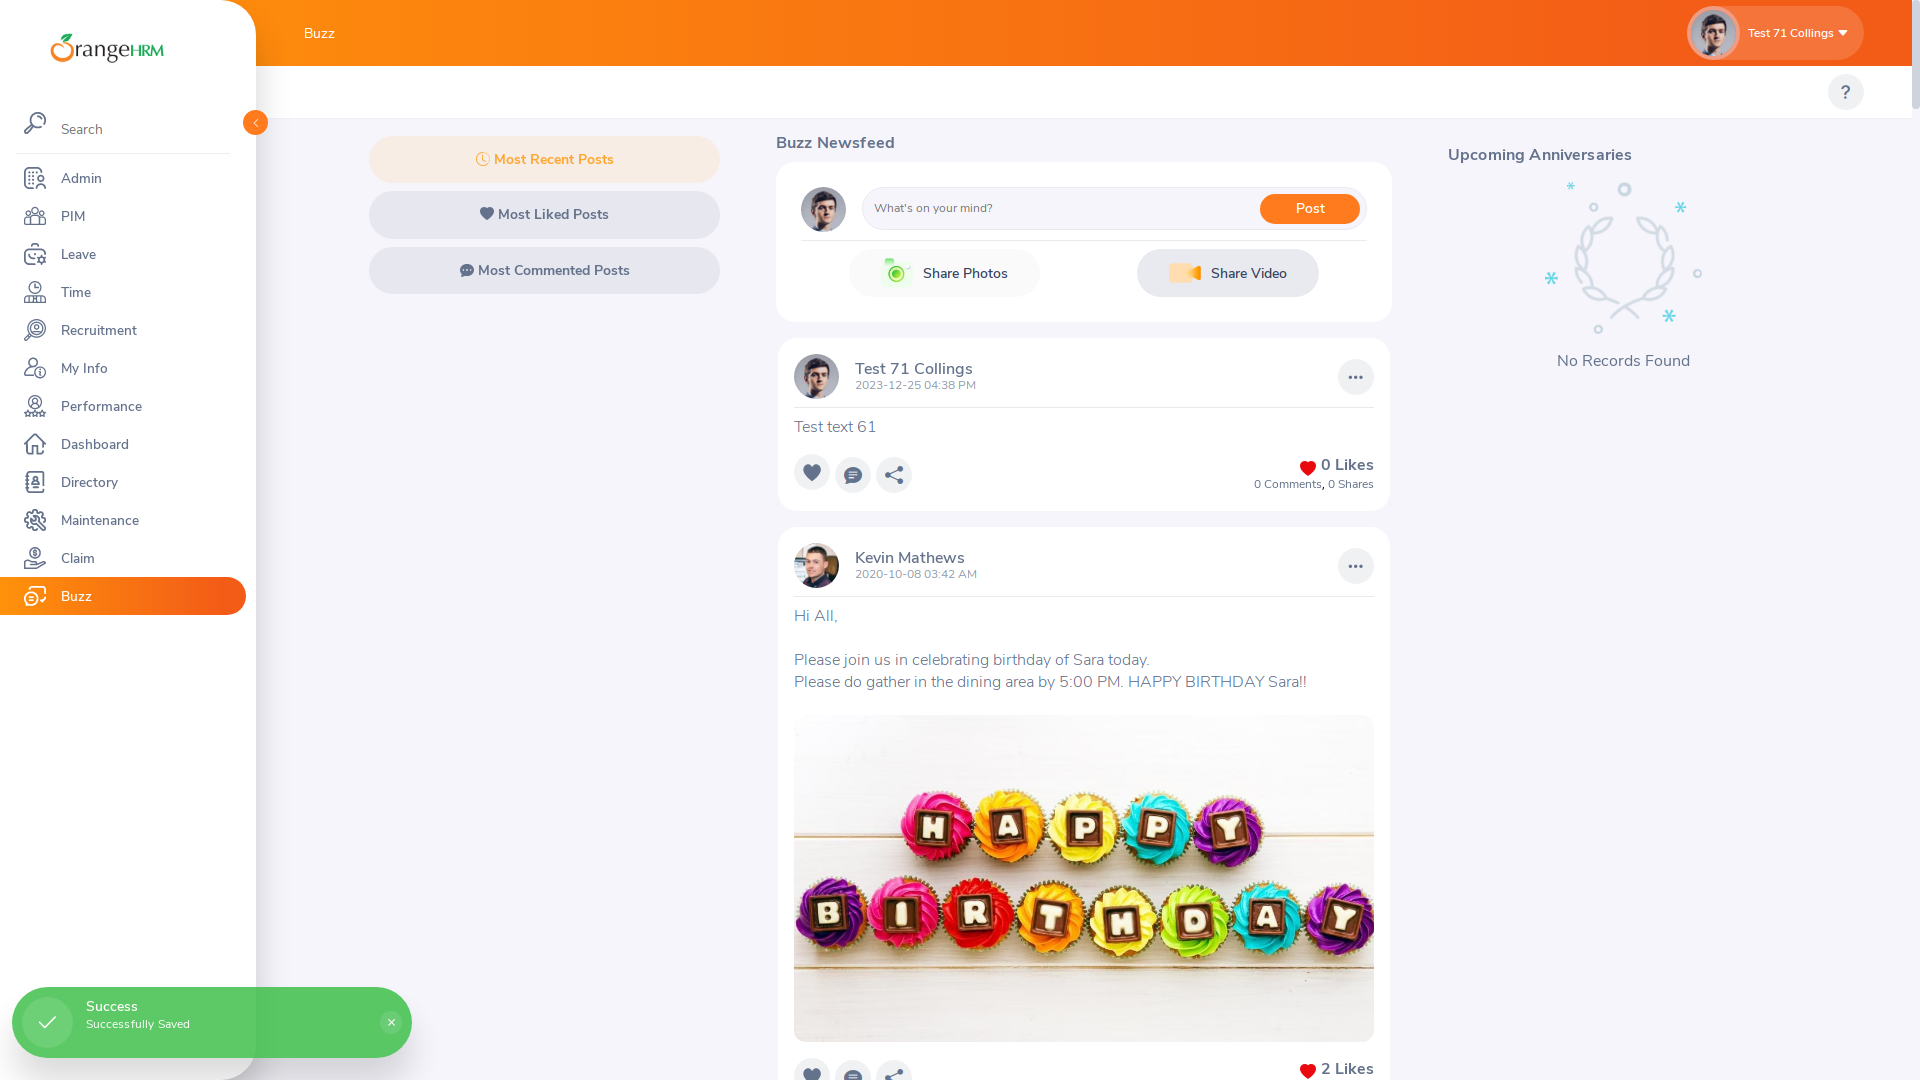 OrangeHRM
Search
Admin
PIM
Leave
Time
Recruitment
My Info
Performance
Dashboard
Directory
Maintenance
Claim
Buzz
Buzz
Test 71 Collings
?
Most Recent Posts
Most Liked Posts
Most Commented Posts
Buzz Newsfeed
What's on your mind?
Post
Share Photos
Share Video
Test 71 Collings
2023-12-25 04:38 PM
Test text 61
0 Likes
0 Comments, 0 Shares
Kevin Mathews
2020-10-08 03:42 AM
Hi All,
Please join us in celebrating birthday of Sara today.
Please do gather in the dining area by 5:00 PM. HAPPY BIRTHDAY Sara!!
HAPPY
BIRTHDAY
2 Likes
Upcoming Anniversaries
No Records Found
Success
Successfully Saved